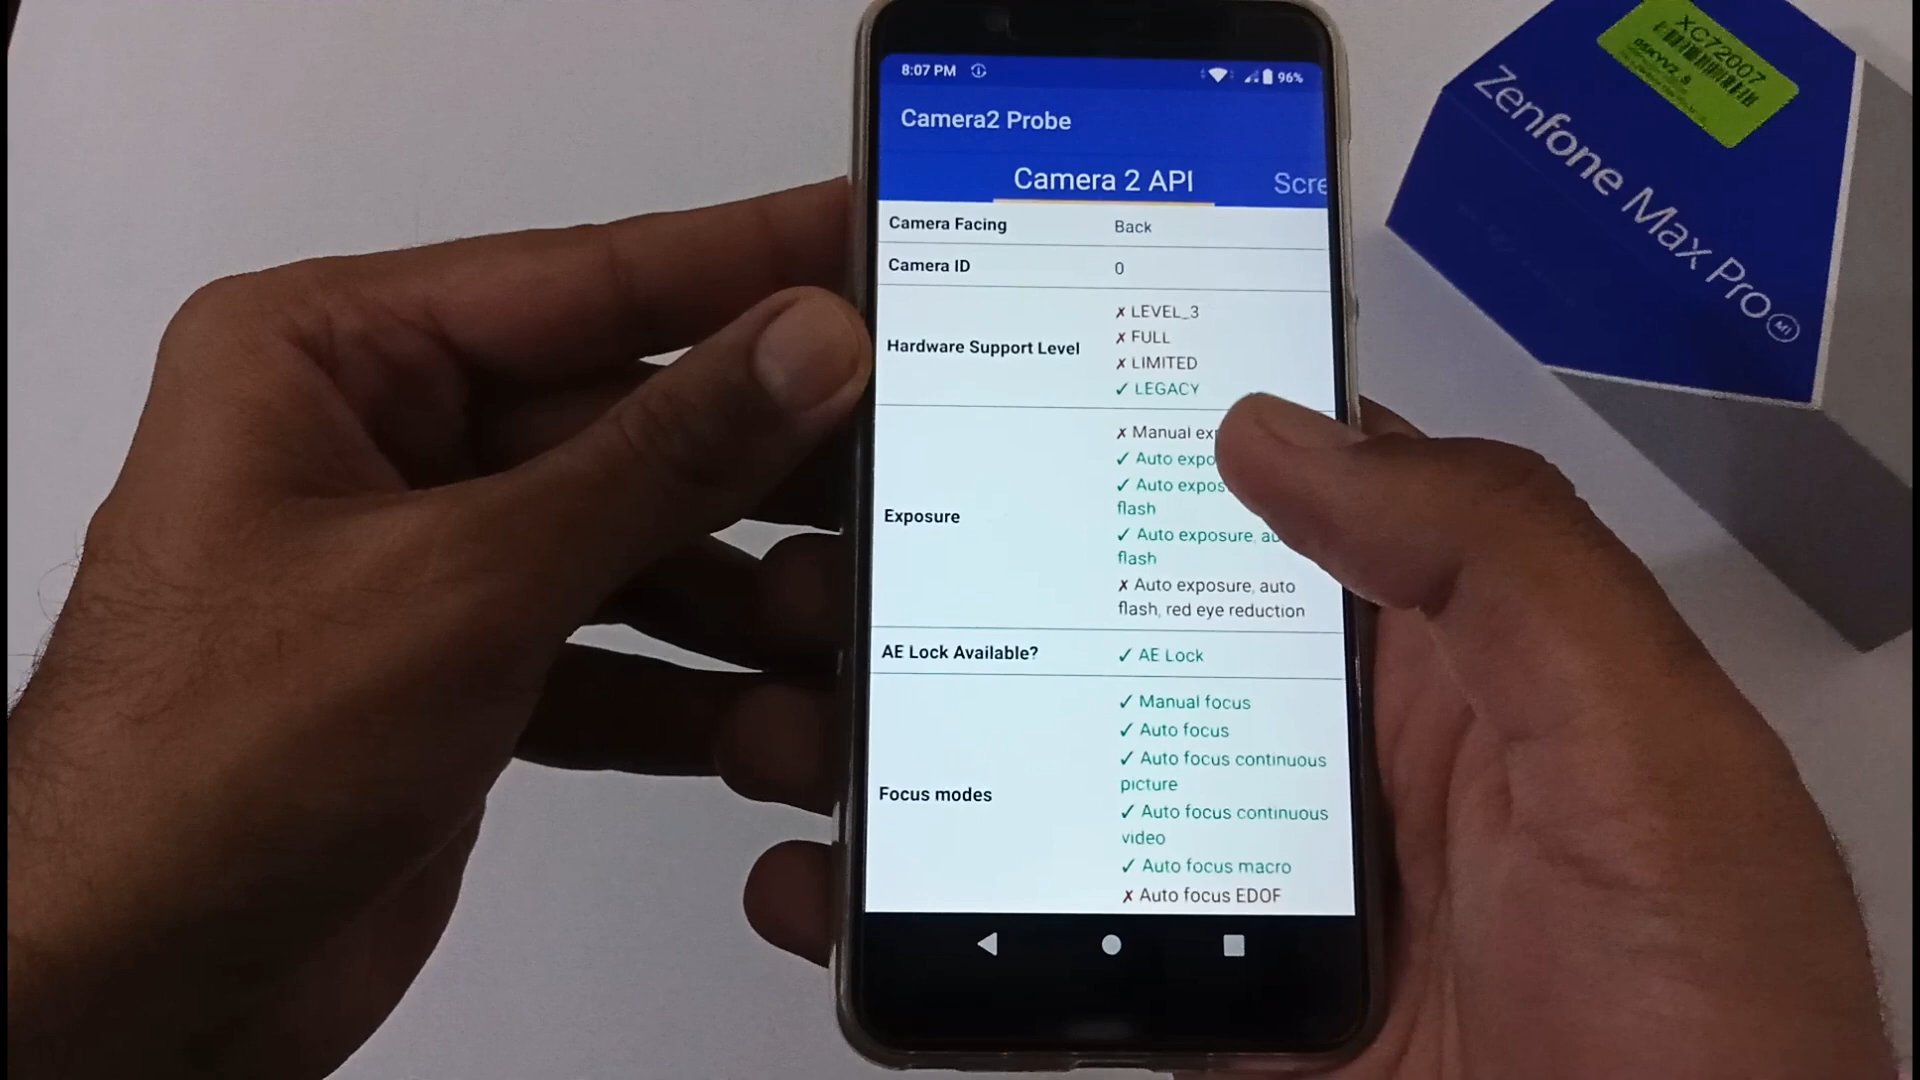 8:07 PM
96%
Camera2 Probe
Camera 2 API
Scre
Camera Facing
Back
Camera ID
0
Hardware Support Level
✗ LEVEL_3
✗ FULL
✗ LIMITED
✓ LEGACY
Exposure
✗ Manual ex
✓ Auto expo
✓ Auto expos
flash
✓ Auto exposure, au
flash
✗ Auto exposure, auto
flash, red eye reduction
AE Lock Available?
✓ AE Lock
Focus modes
✓ Manual focus
✓ Auto focus
✓ Auto focus continuous
picture
✓ Auto focus continuous
video
✓ Auto focus macro
✗ Auto focus EDOF
XC72007
Zenfone Max Pro M1